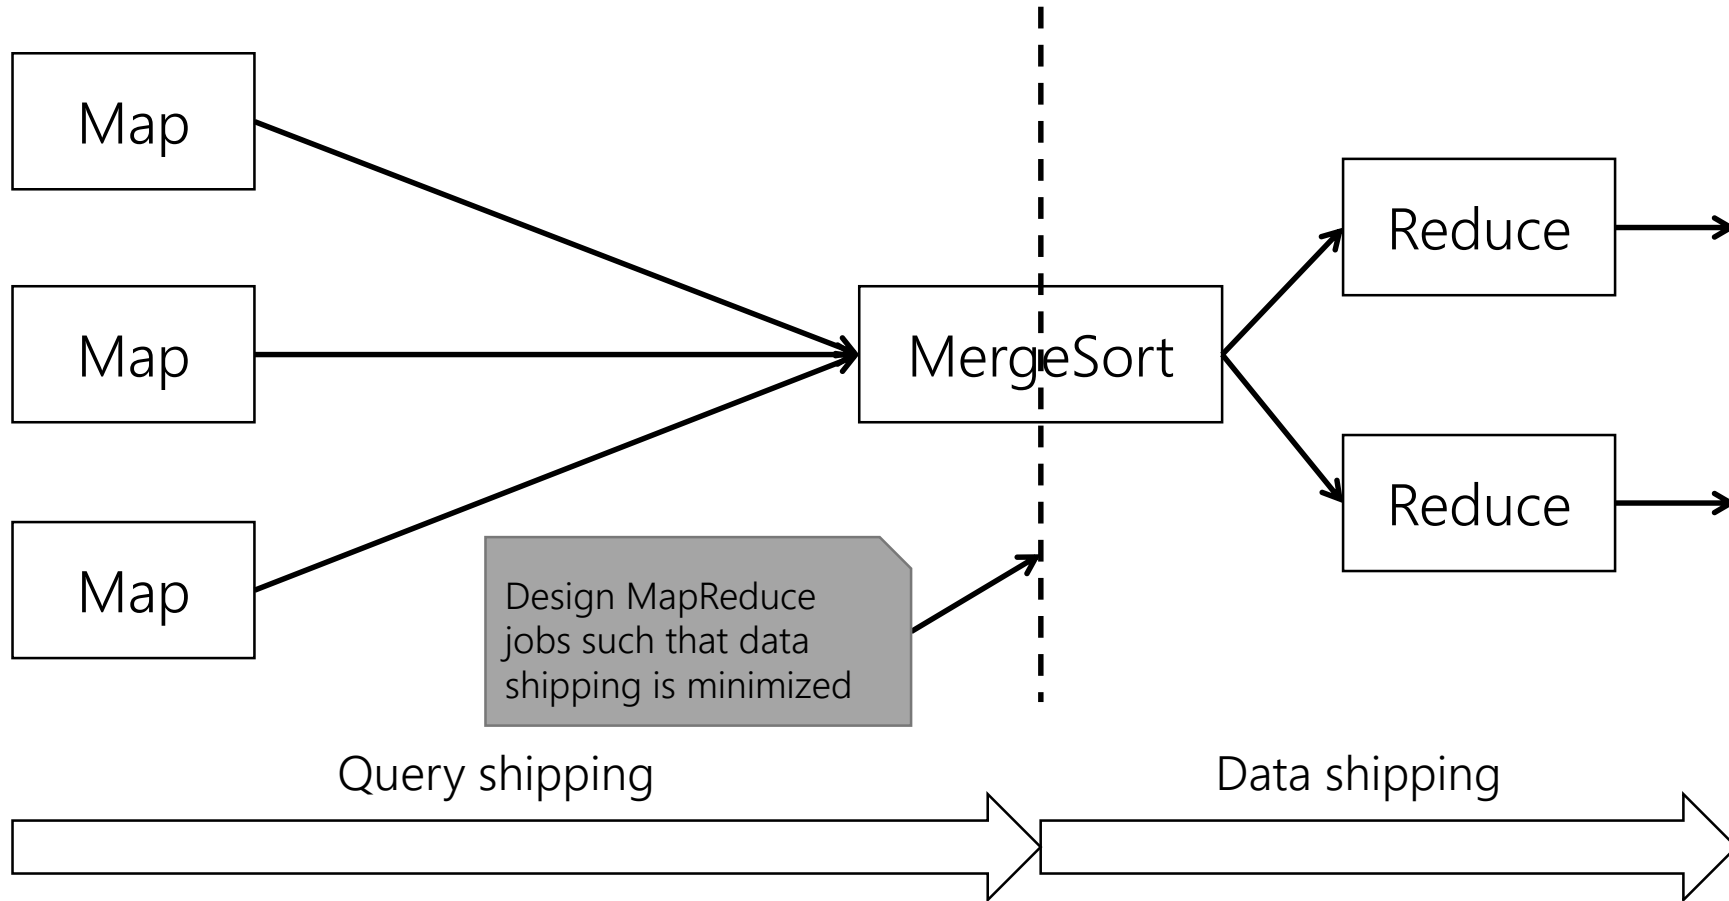 Map
Map
Map
MergeSort
Reduce
Reduce
Design MapReduce
jobs such that data
shipping is minimized
Query shipping
Data shipping